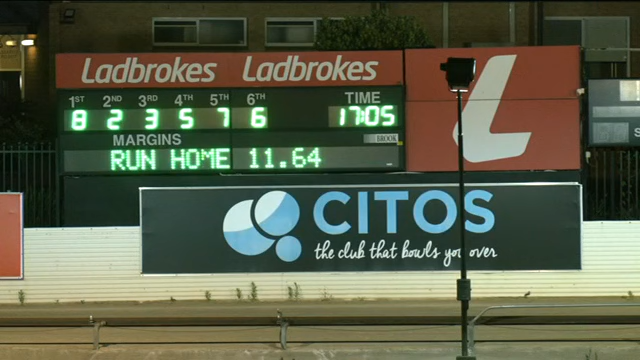 Ladbrokes Ladbrokes
1ST 2ND 3RD 4TH 5TH 6TH TIME
8 2 3 5 7 6 17:05
MARGINS BROOK
RUN HOME 11.64
CITOS
the club that bowls you over